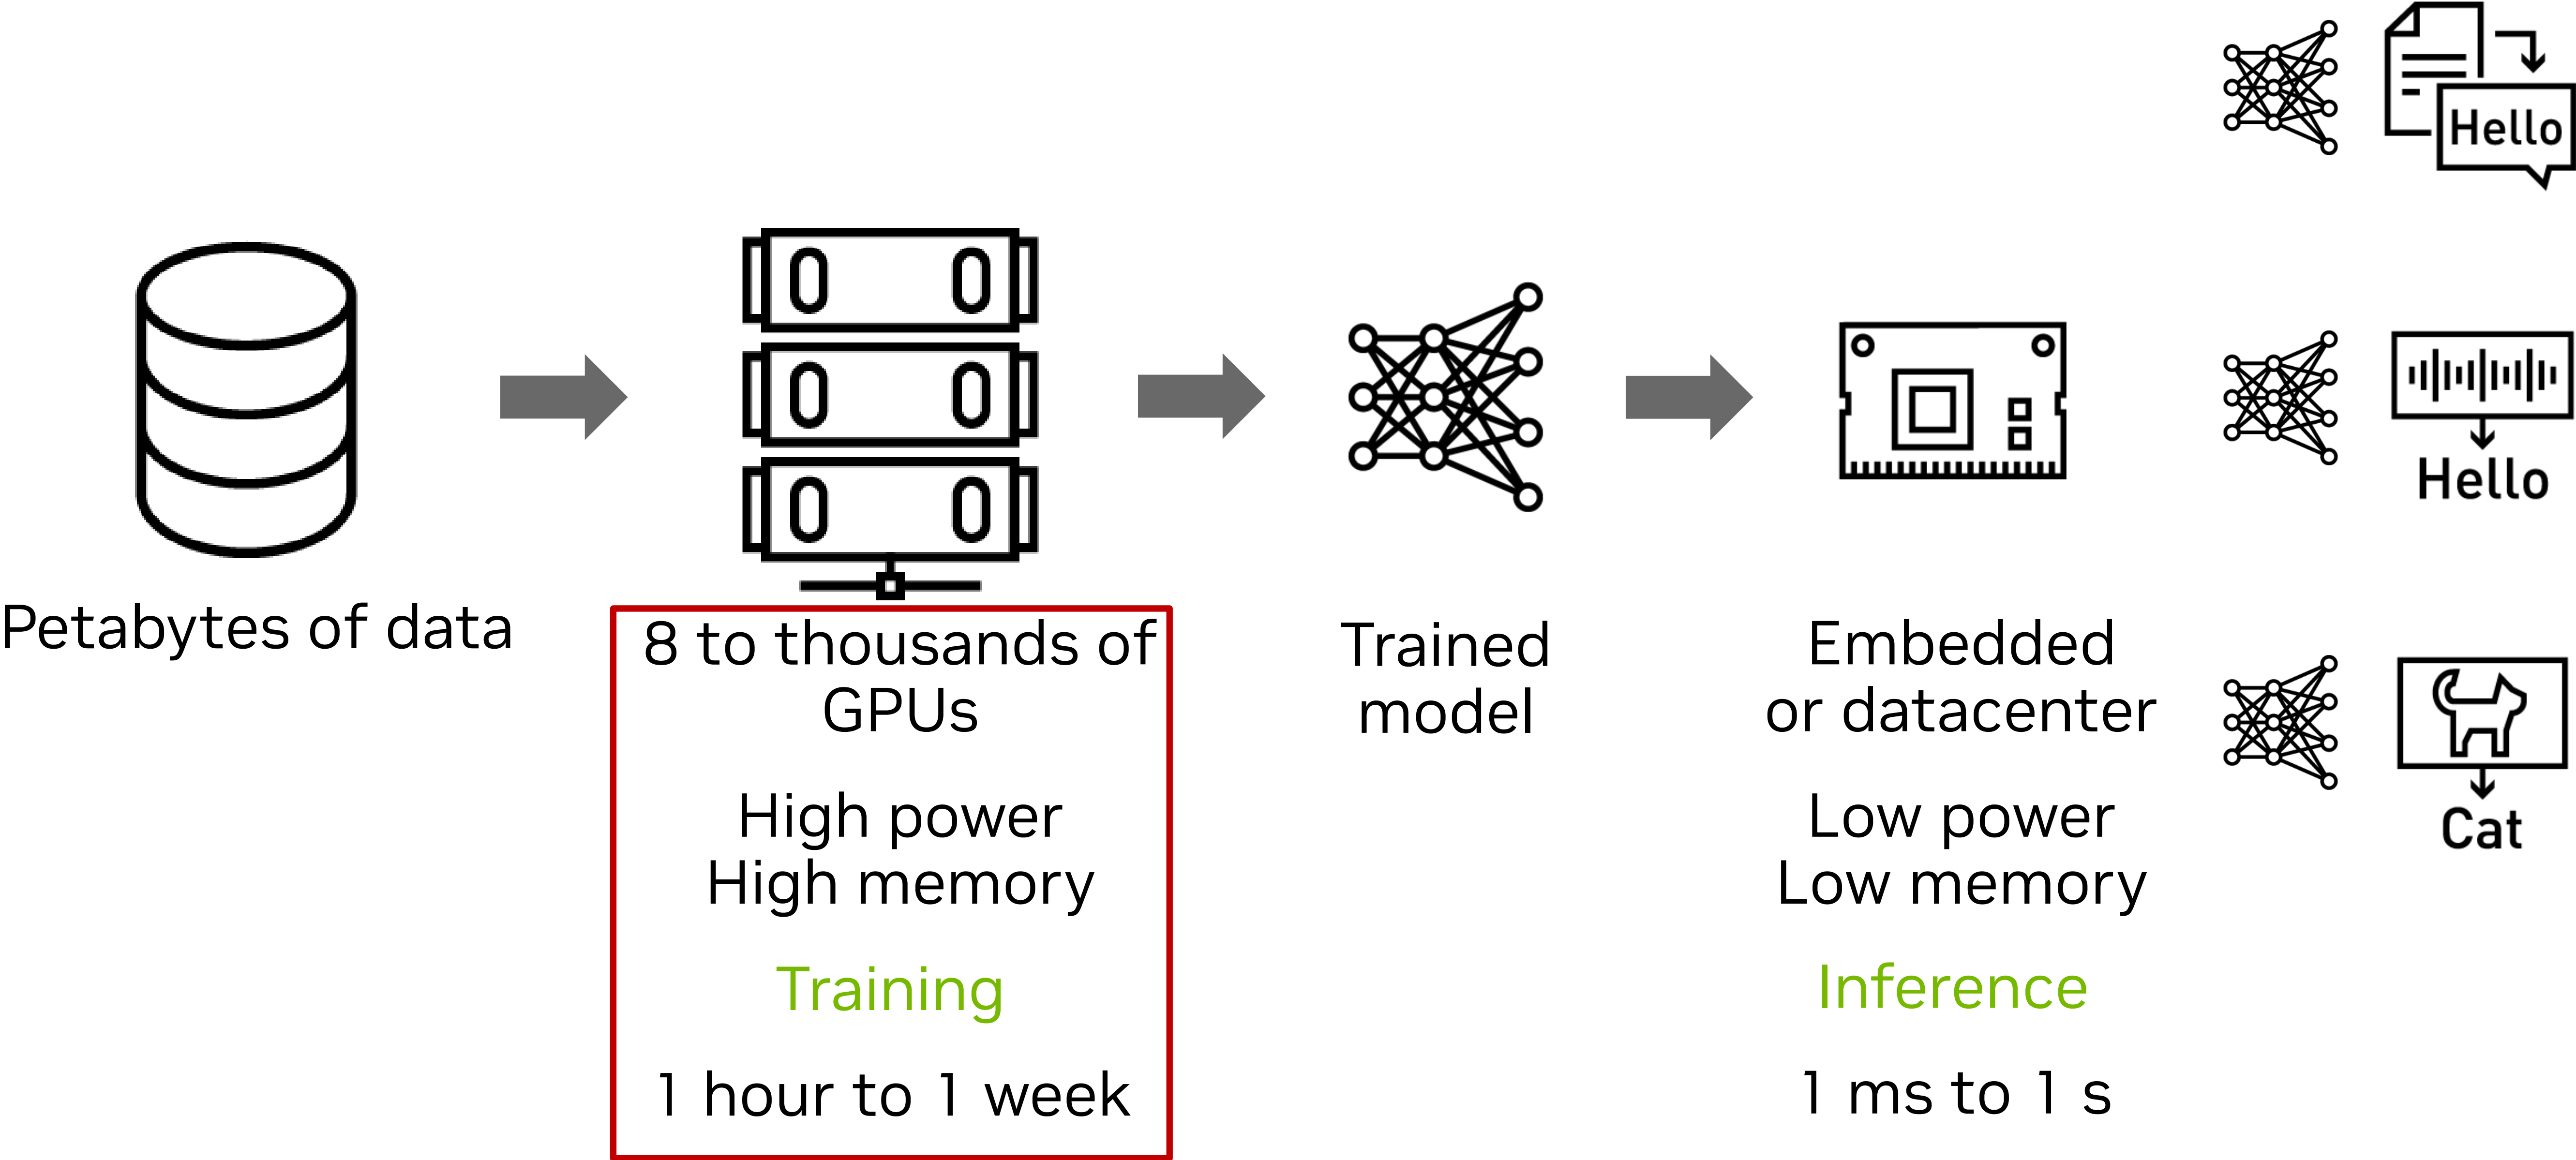 Petabytes of data
8 to thousands of
GPUs
High power
High memory
Training
1 hour to 1 week
Trained
model
Embedded
or datacenter
Low power
Low memory
Inference
1 ms to 1 s
Hello
Hello
Cat